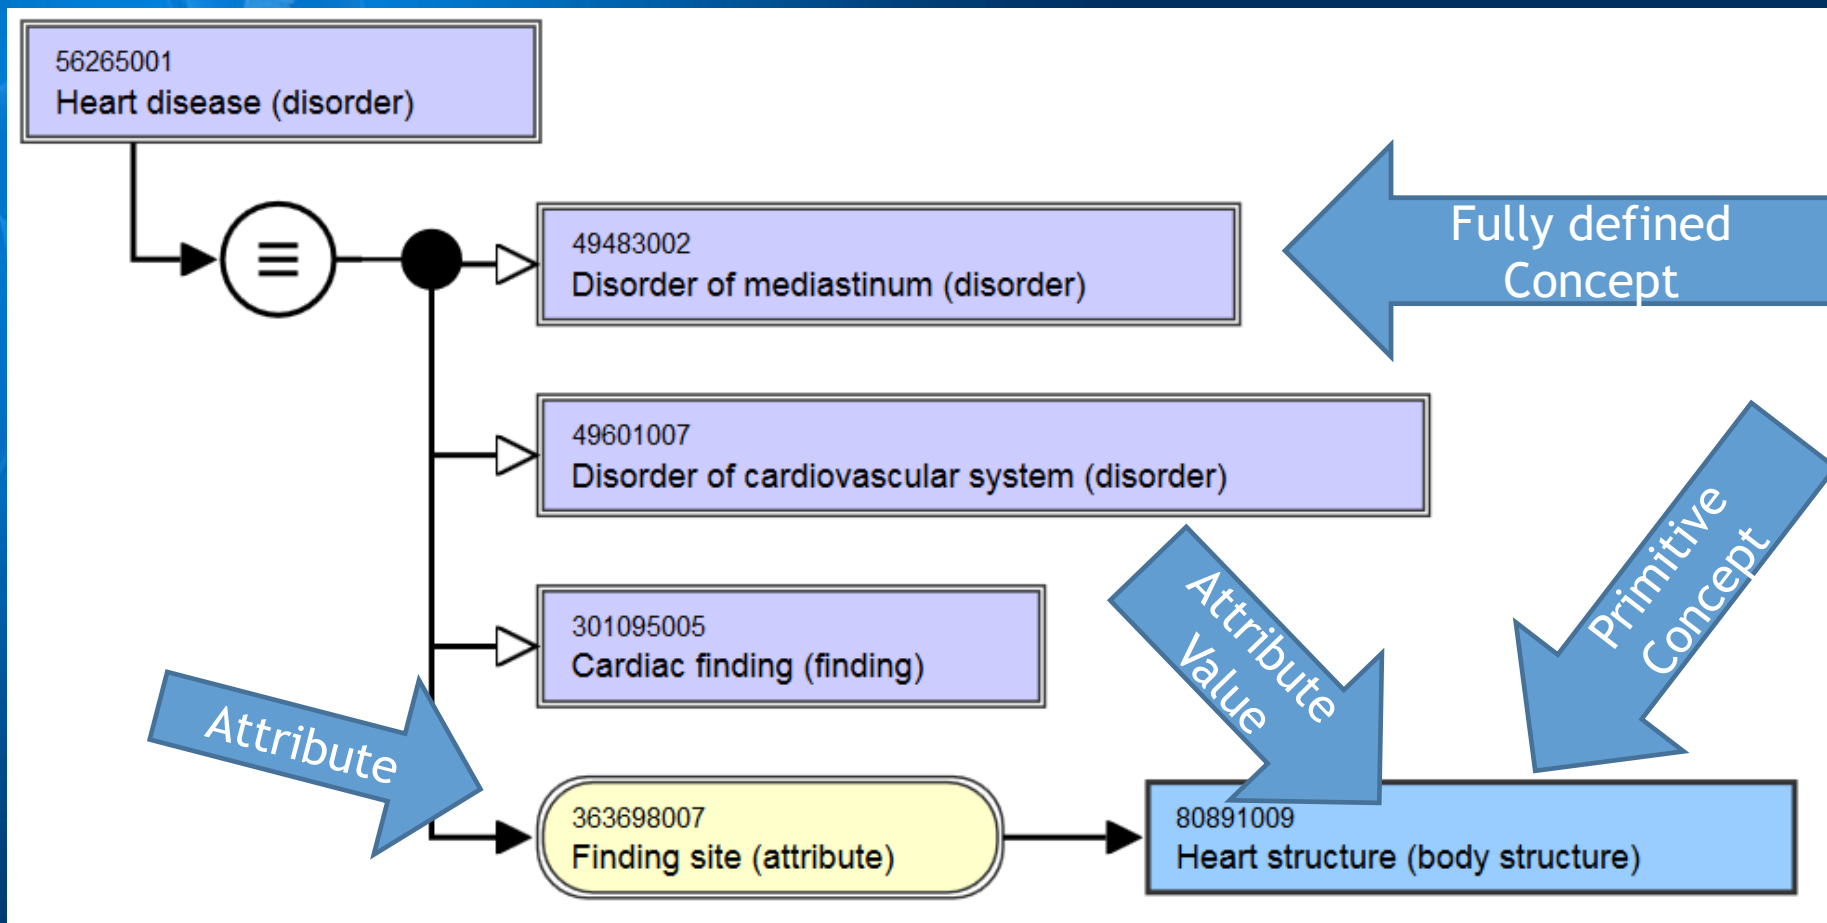 56265001
Heart disease (disorder)
49483002
Disorder of mediastinum (disorder)
Fully defined
Concept
49601007
Disorder of cardiovascular system (disorder)
Primitive
Concept
301095005
Cardiac finding (finding)
Attribute
Value
Attribute
363698007
Finding site (attribute)
80891009
Heart structure (body structure)